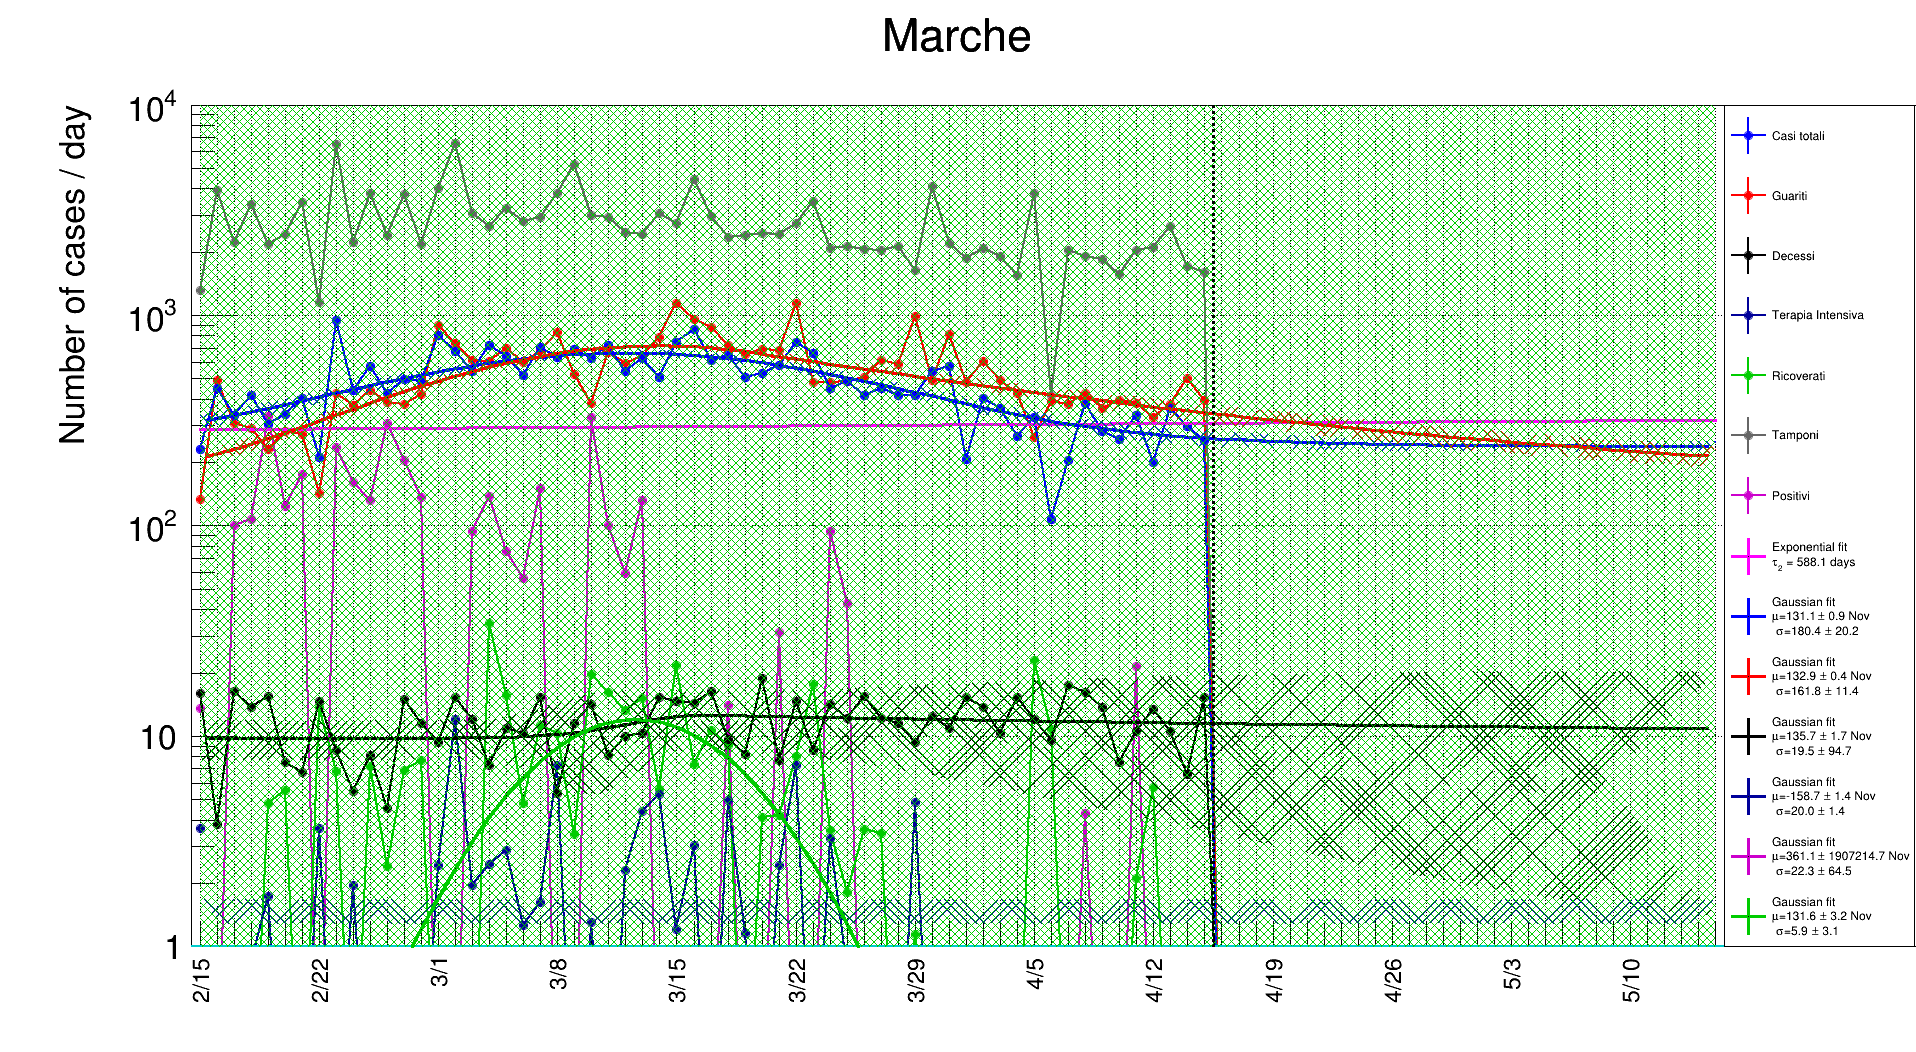 Marche
Number of cases / day
10^4
10^3
10^2
10
1
2/15
2/22
3/1
3/8
3/15
3/22
3/29
4/5
4/12
4/19
4/26
5/3
5/10
Casi totali
Guariti
Decessi
Terapia Intensiva
Ricoverati
Tamponi
Positivi
Exponential fit
τ₂ = 588.1 days
Gaussian fit
μ=131.1 ± 0.9 Nov
σ=180.4 ± 20.2
Gaussian fit
μ=132.9 ± 0.4 Nov
σ=161.8 ± 11.4
Gaussian fit
μ=135.7 ± 1.7 Nov
σ=19.5 ± 94.7
Gaussian fit
μ=-158.7 ± 1.4 Nov
σ=20.0 ± 1.4
Gaussian fit
μ=361.1 ± 1907214.7 Nov
σ=22.3 ± 64.5
Gaussian fit
μ=131.6 ± 3.2 Nov
σ=5.9 ± 3.1